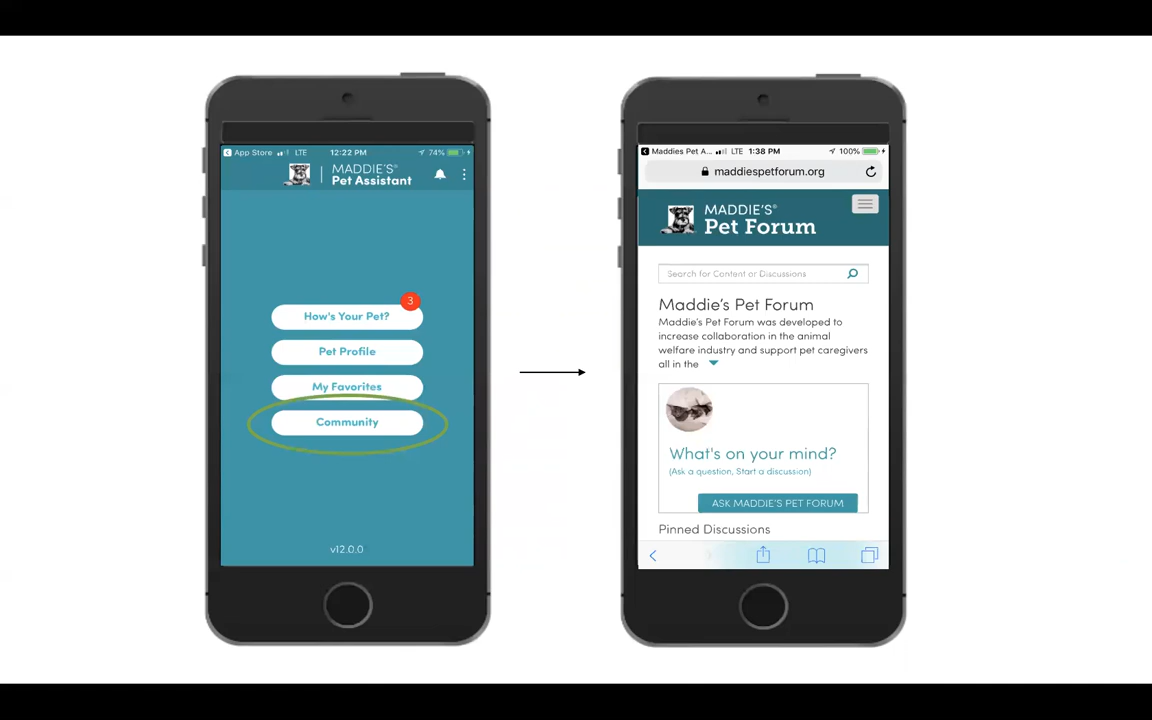 App Store LTE 12:22 PM 74%
MADDIE'S®
Pet Assistant
3
How's Your Pet?
Pet Profile
My Favorites
Community
v12.0.0
Maddies Pet A... LTE 1:38 PM 100%
maddiespetforum.org
MADDIE'S®
Pet Forum
Search for Content or Discussions
Maddie's Pet Forum
Maddie's Pet Forum was developed to
increase collaboration in the animal
welfare industry and support pet caregivers
all in the
What's on your mind?
(Ask a question, Start a discussion)
ASK MADDIE'S PET FORUM
Pinned Discussions